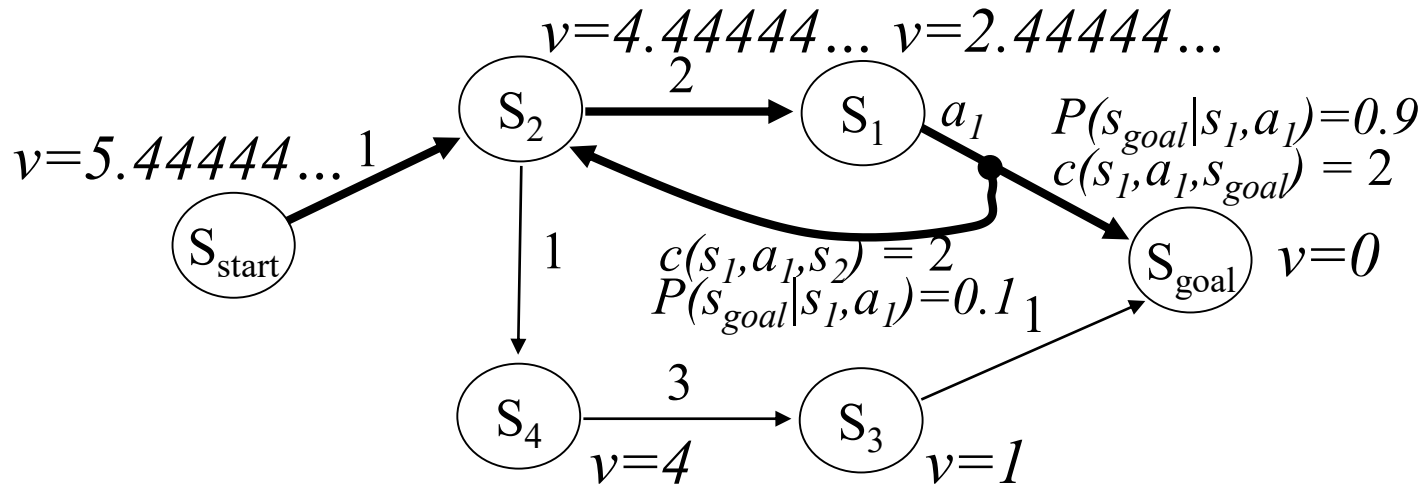 v=4.44444... v=2.44444...
2
S2
S1
a1
P(sgoal|s1,a1)=0.9
c(s1,a1,sgoal) = 2
v=5.44444...
1
Sstart
1
c(s1,a1,s2) = 2
P(sgoal|s1,a1)=0.1
Sgoal
v=0
1
3
S4
S3
v=4
v=1